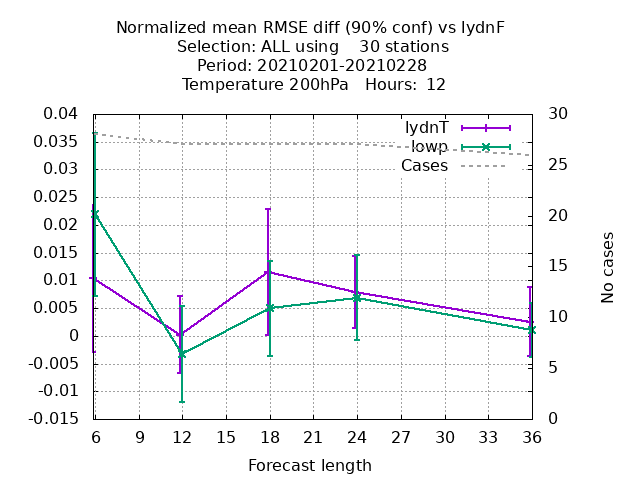 Normalized mean RMSE diff (90% conf) vs IydnF
Selection: ALL using    30 stations
Period: 20210201-20210228
Temperature 200hPa   Hours:  12
0.04
0.035
0.03
0.025
0.02
0.015
0.01
0.005
0
-0.005
-0.01
-0.015
30
25
20
15
10
5
0
IydnT
Iowp
Cases
No cases
6 9 12 15 18 21 24 27 30 33 36
Forecast length